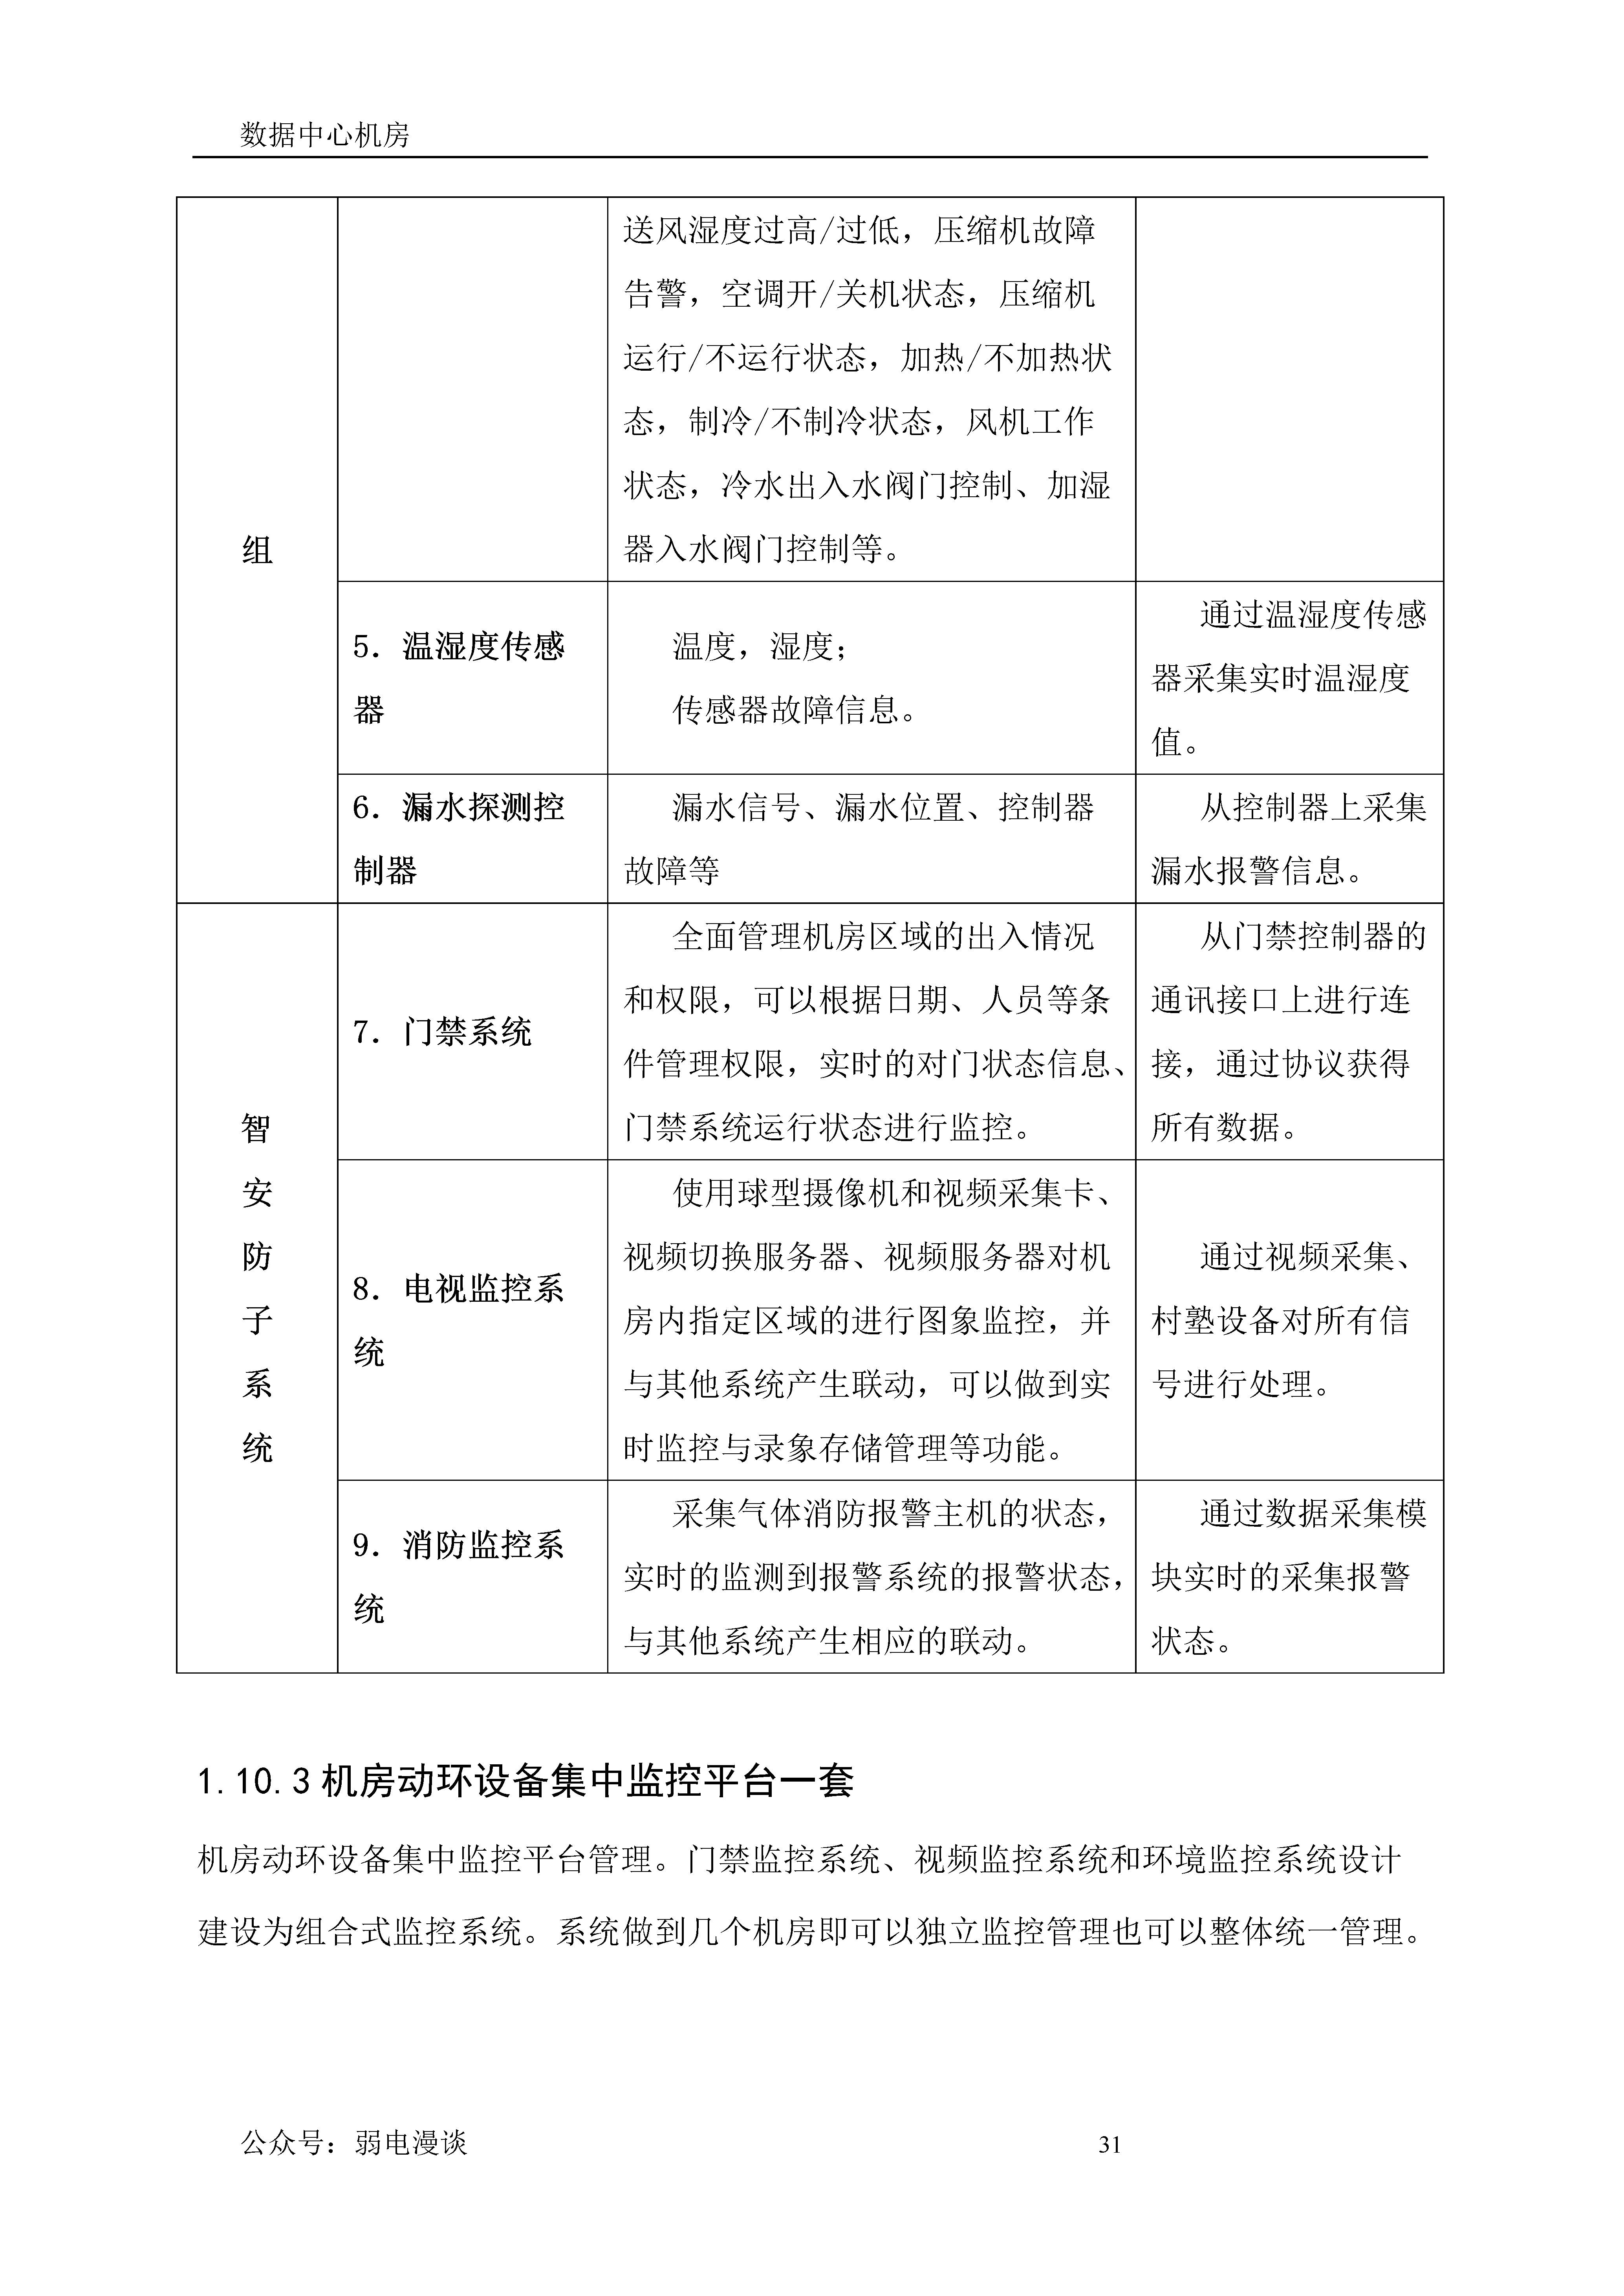 数据中心机房
组
送风湿度过高/过低，压缩机故障
告警，空调开/关机状态，压缩机
运行/不运行状态，加热/不加热状
态，制冷/不制冷状态，风机工作
状态，冷水出入水阀门控制、加湿
器入水阀门控制等。
5．温湿度传感
器
温度，湿度；
传感器故障信息。
通过温湿度传感
器采集实时温湿度
值。
6．漏水探测控
制器
漏水信号、漏水位置、控制器
故障等
从控制器上采集
漏水报警信息。
智
安
防
子
系
统
7．门禁系统
全面管理机房区域的出入情况
和权限，可以根据日期、人员等条
件管理权限，实时的对门状态信息、
门禁系统运行状态进行监控。
从门禁控制器的
通讯接口上进行连
接，通过协议获得
所有数据。
8．电视监控系
统
使用球型摄像机和视频采集卡、
视频切换服务器、视频服务器对机
房内指定区域的进行图象监控，并
与其他系统产生联动，可以做到实
时监控与录象存储管理等功能。
通过视频采集、
村塾设备对所有信
号进行处理。
9．消防监控系
统
采集气体消防报警主机的状态，
实时的监测到报警系统的报警状态，
与其他系统产生相应的联动。
通过数据采集模
块实时的采集报警
状态。
1.10.3机房动环设备集中监控平台一套
机房动环设备集中监控平台管理。门禁监控系统、视频监控系统和环境监控系统设计
建设为组合式监控系统。系统做到几个机房即可以独立监控管理也可以整体统一管理。
公众号：弱电漫谈
31